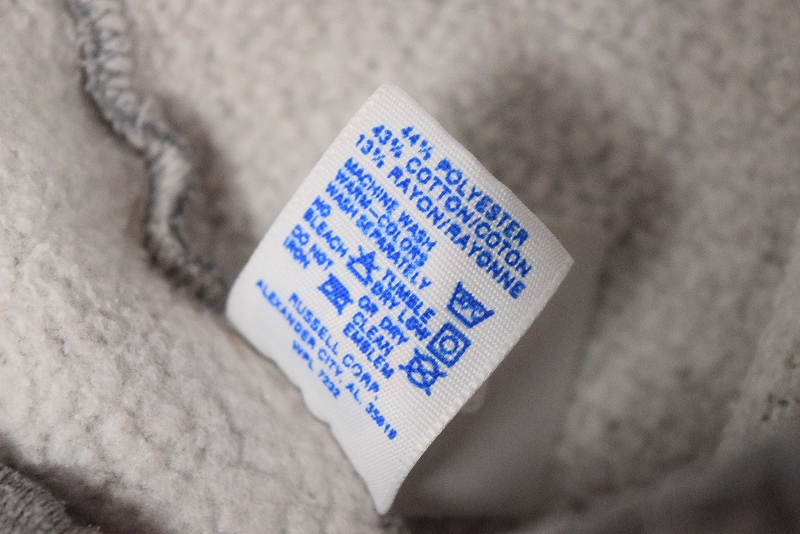 44% POLYESTER
43% COTTON/COTON
13% RAYON/RAYONNE
MACHINE WASH
WARM—COLORS
WASH SEPARATELY
NO
BLEACH TUMBLE
DO NOT DRY LOW
IRON OR DRY
CLEAN
EMBLEM
RUSSELL CORP.
ALEXANDER CITY, AL. 35010
WPL 7232